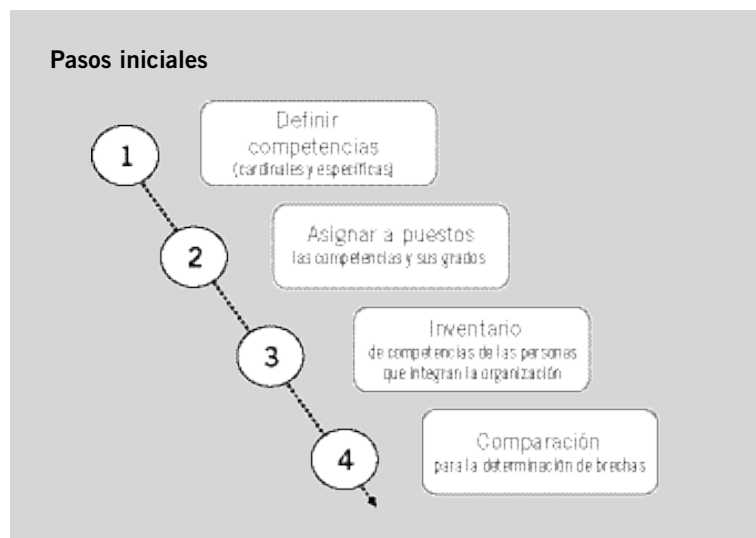 Pasos iniciales
1
Definir
competencias
(cardinales y específicas)
2
Asignar a puestos
las competencias y sus grados
3
Inventario
de competencias de las personas
que integran la organización
4
Comparación
para la determinación de brechas